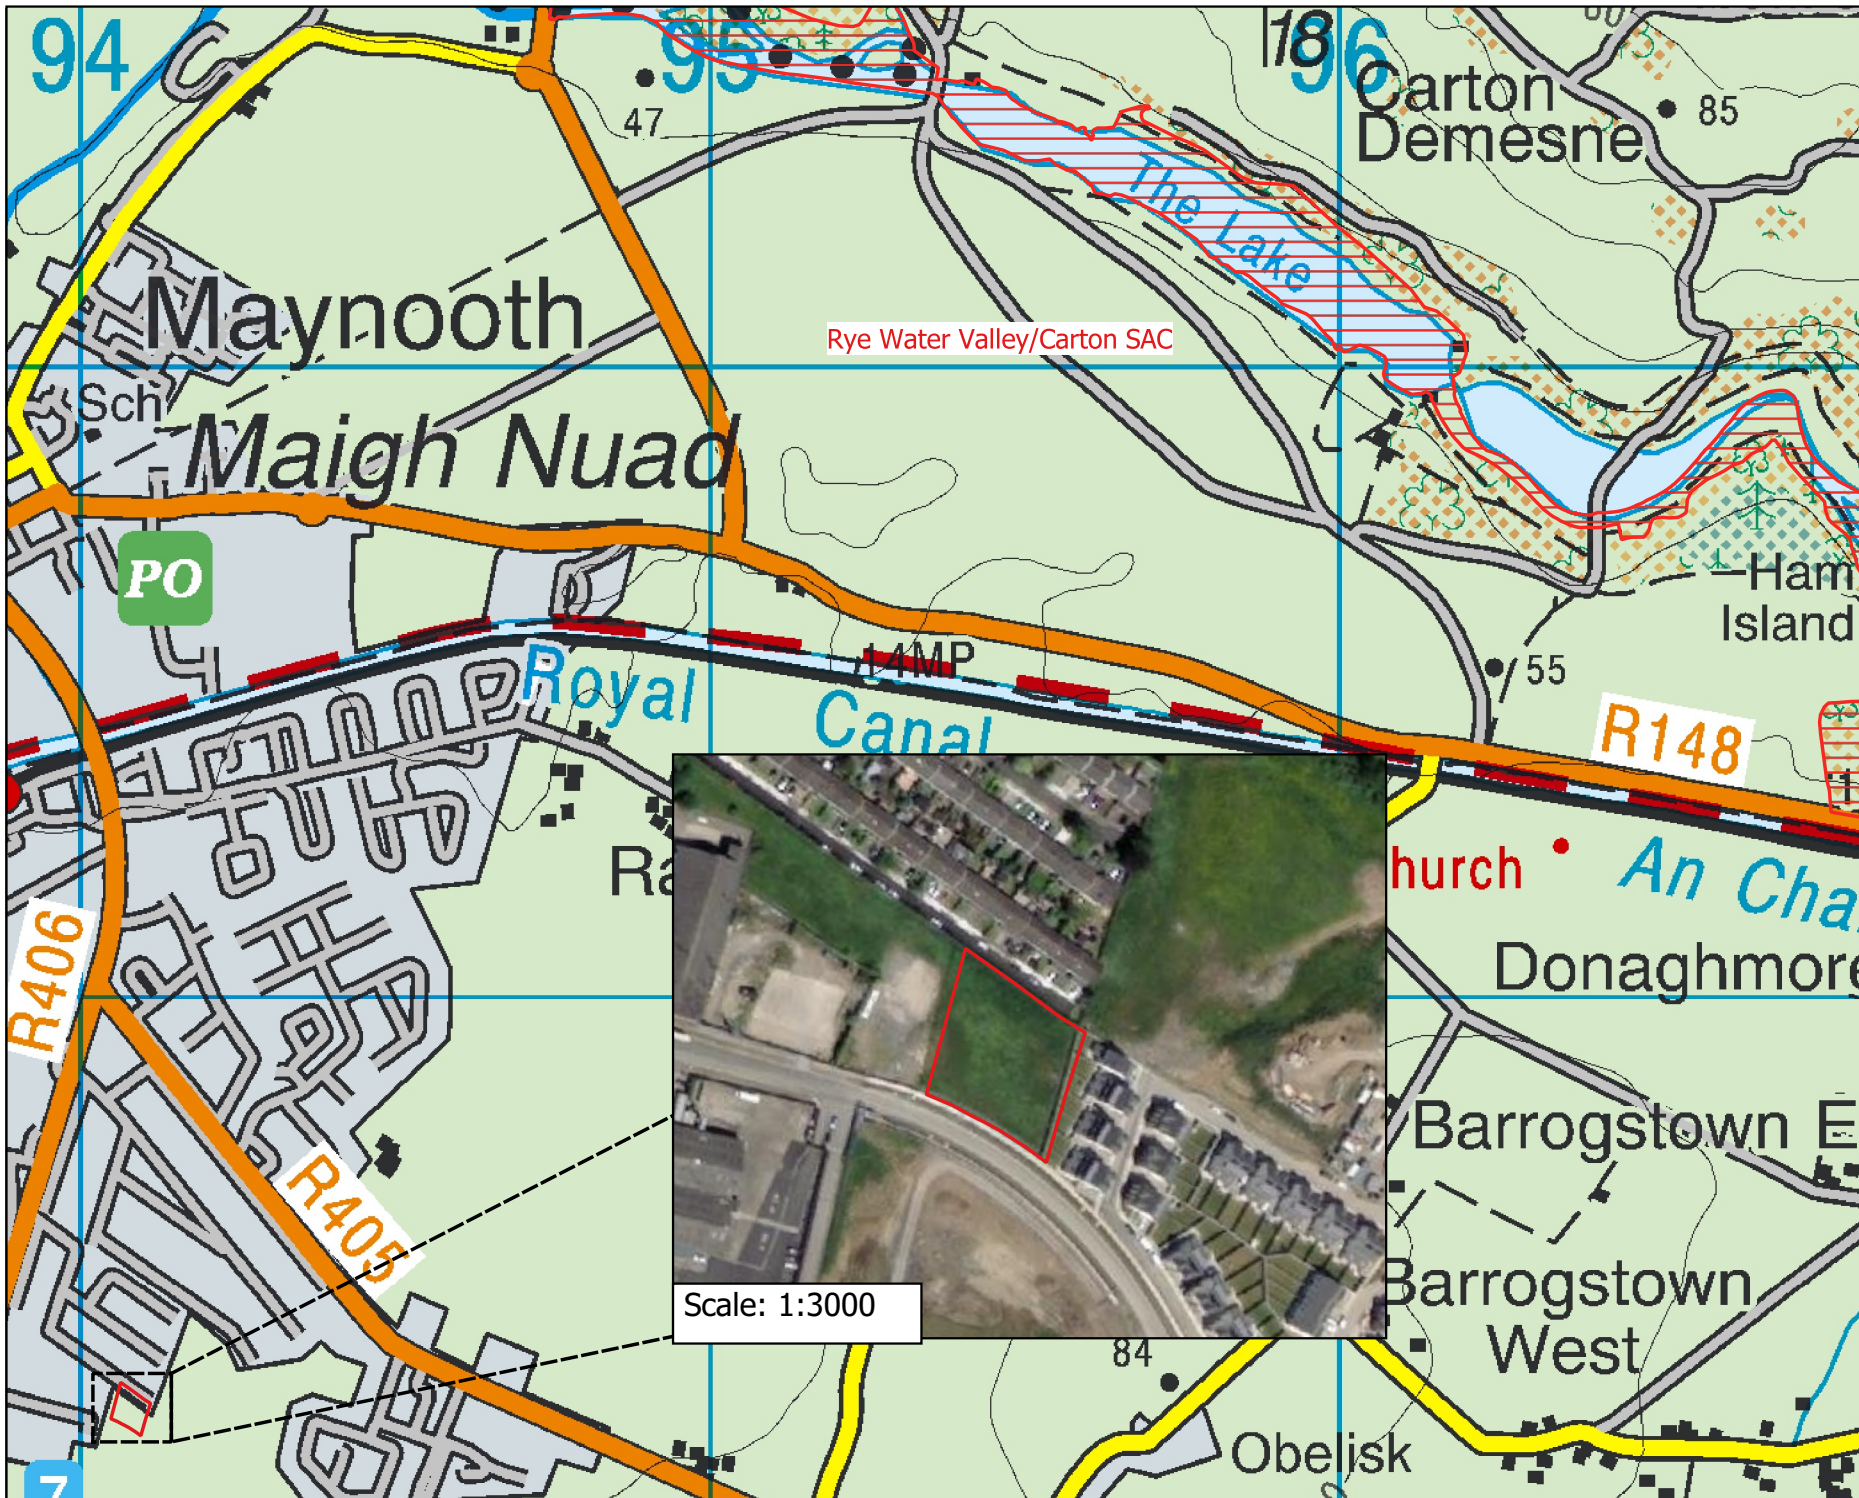 94
95
96
18
Carton
Demesne
85
47
The Lake
Maynooth
Rye Water Valley/Carton SAC
Sch
Maigh Nuad
PO
Ham
Island
14MP
55
Royal
Canal
R148
Ra
hurch
An Cha
R406
Donaghmore
Barrogstown E
R405
Scale: 1:3000
Barrogstown
West
84
Obelisk
7